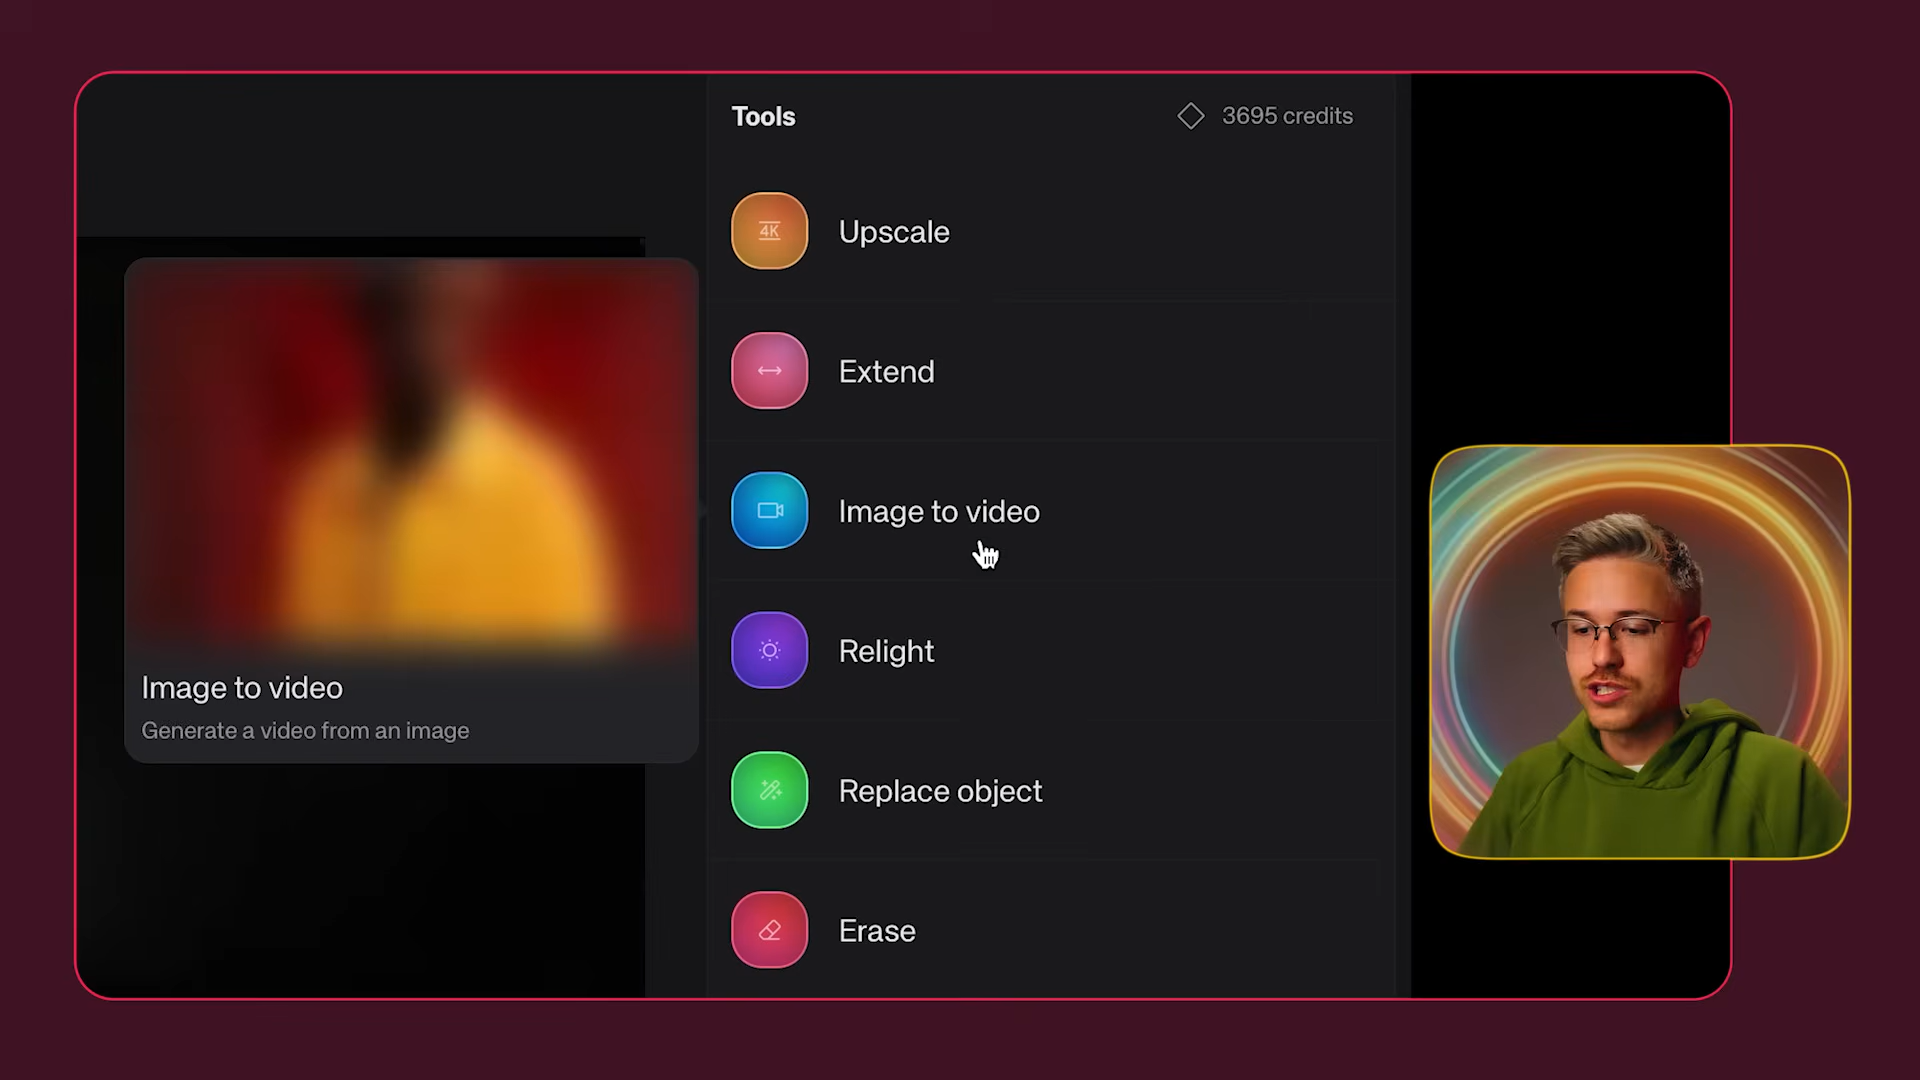 Tools
3695 credits
4K
Upscale
Extend
Image to video
Relight
Replace object
Erase
Image to video
Generate a video from an image